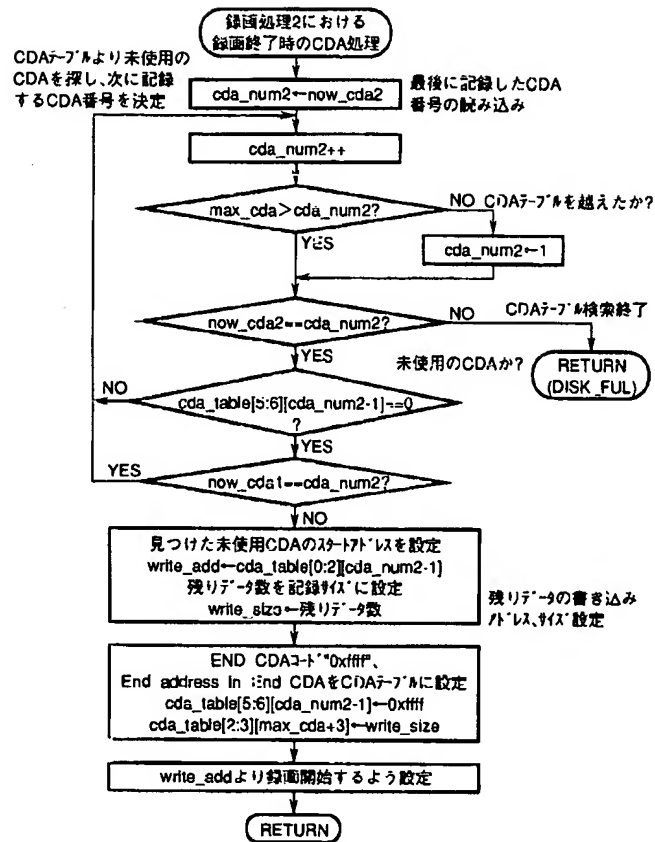 録画処理2における
録画終了時のCDA処理
CDAテーブルより未使用の
CDAを探し、次に記録
するCDA番号を決定
cda_num2←now_cda2
最後に記録したCDA
番号の読み込み
cda_num2++
max_cda>cda_num2?
NO
CDAテーブルを越えたか?
YES
cda_num2←1
now_cda2==cda_num2?
NO
CDAテーブル検索終了
YES
未使用のCDAか?
RETURN
(DISK_FUL)
NO
cda_table[5:6][cda_num2-1]==0
?
YES
YES
now_cda1==cda_num2?
NO
見つけた未使用CDAのスタートアドレスを設定
write_add←cda_table[0:2][cda_num2-1]
残りデータ数を記録サイズに設定
write_size←残りデータ数
残りデータの書き込み
アドレス、サイズ設定
END CDAコード"0xffff"、
End address In End CDAをCDAテーブルに設定
cda_table[5:6][cda_num2-1]←0xffff
cda_table[2:3][max_cda+3]←write_size
write_addより録画開始するよう設定
RETURN